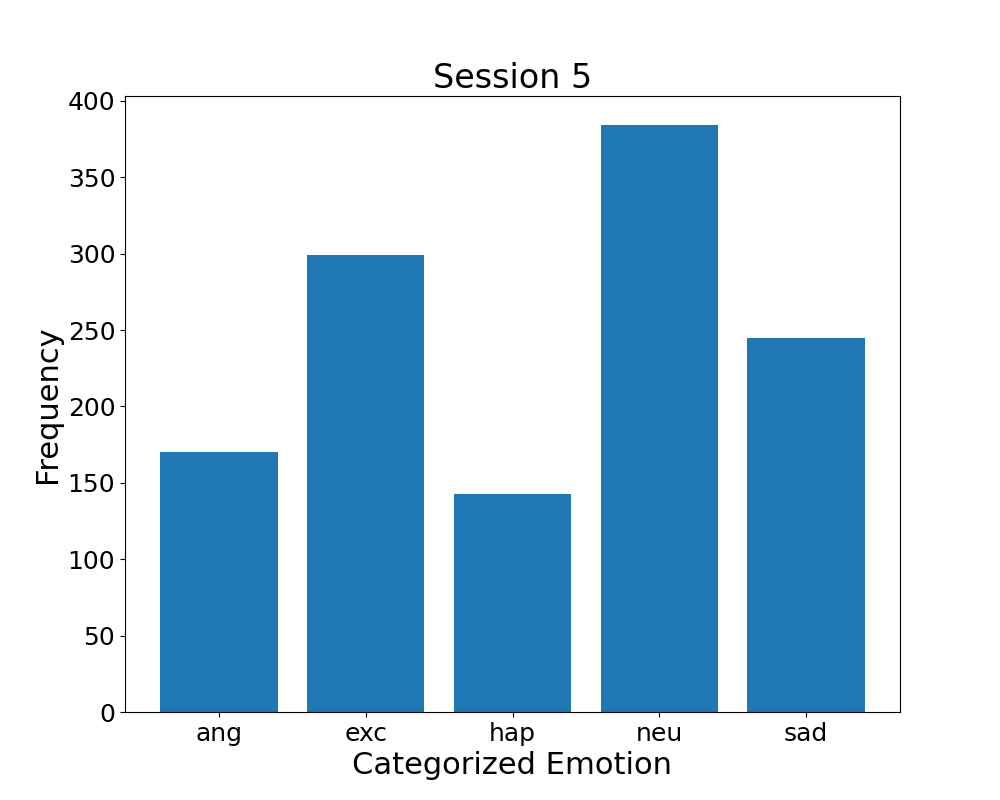 Session 5
400
350
300
250
200
150
100
50
0
Frequency
ang exc hap neu sad
Categorized Emotion